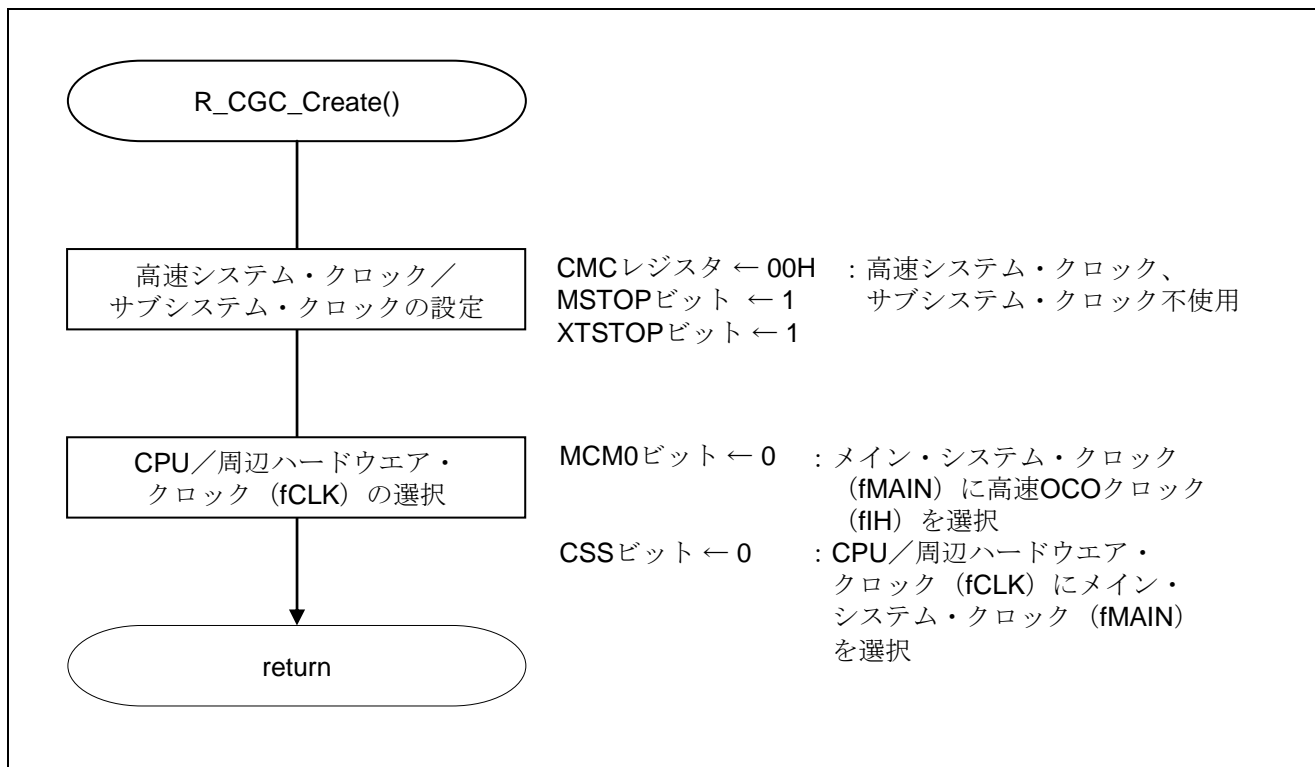 R_CGC_Create()
高速システム・クロック／
サブシステム・クロックの設定
CMCレジスタ ← 00H ：高速システム・クロック、
MSTOPビット ← 1 サブシステム・クロック不使用
XTSTOPビット ← 1
CPU／周辺ハードウエア・
クロック（fCLK）の選択
MCM0ビット ← 0 ：メイン・システム・クロック
（fMAIN）に高速OCOクロック
（fIH）を選択
CSSビット ← 0 ：CPU／周辺ハードウエア・
クロック（fCLK）にメイン・
システム・クロック（fMAIN）
を選択
return